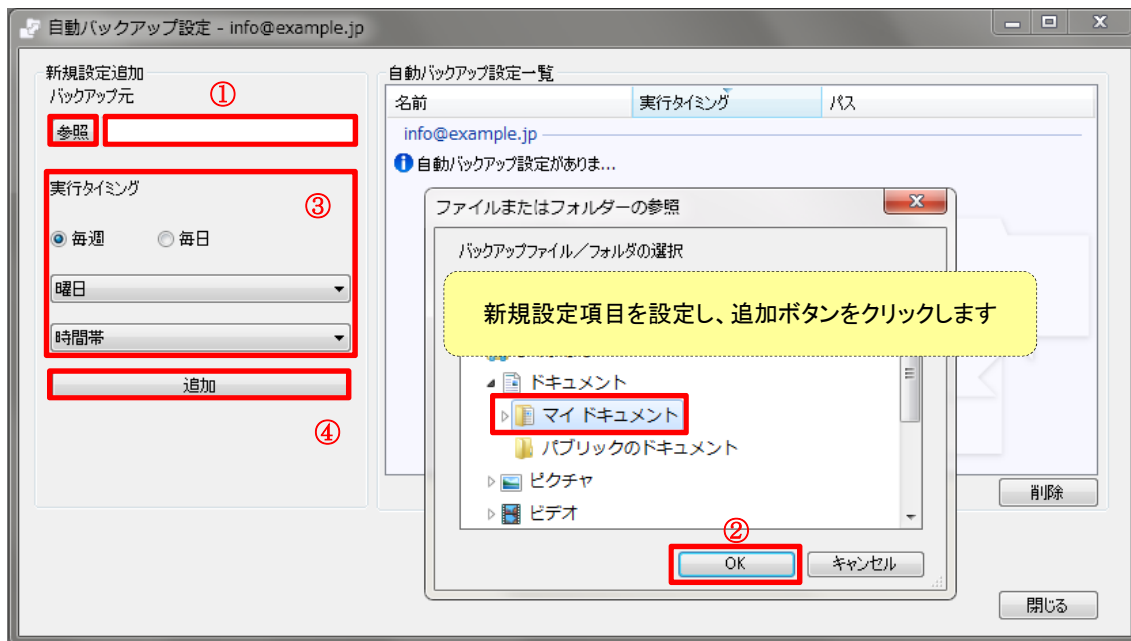 自動バックアップ設定 - info@example.jp
新規設定追加
バックアップ元
①
参照
実行タイミング
③
毎週
毎日
曜日
時間帯
追加
④
自動バックアップ設定一覧
名前
実行タイミング
パス
info@example.jp
自動バックアップ設定がありま...
ファイルまたはフォルダーの参照
バックアップファイル／フォルダの選択
新規設定項目を設定し、追加ボタンをクリックします
ドキュメント
マイ ドキュメント
パブリックのドキュメント
ピクチャ
ビデオ
②
OK
キャンセル
削除
閉じる